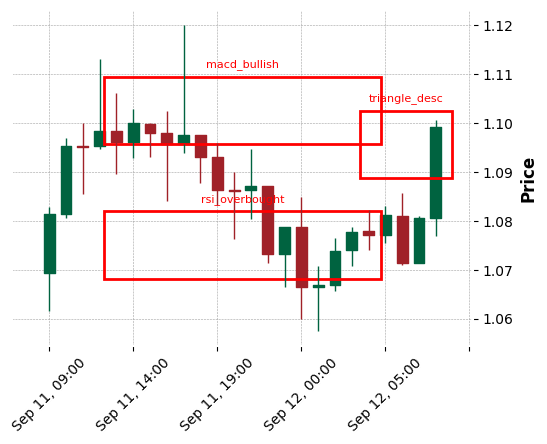 1.12
macd_bullish
1.11
triangle_desc
1.10
1.09
rsi_overbought
1.08
1.07
1.06
Price
Sep 11, 09:00
Sep 11, 14:00
Sep 11, 19:00
Sep 12, 00:00
Sep 12, 05:00